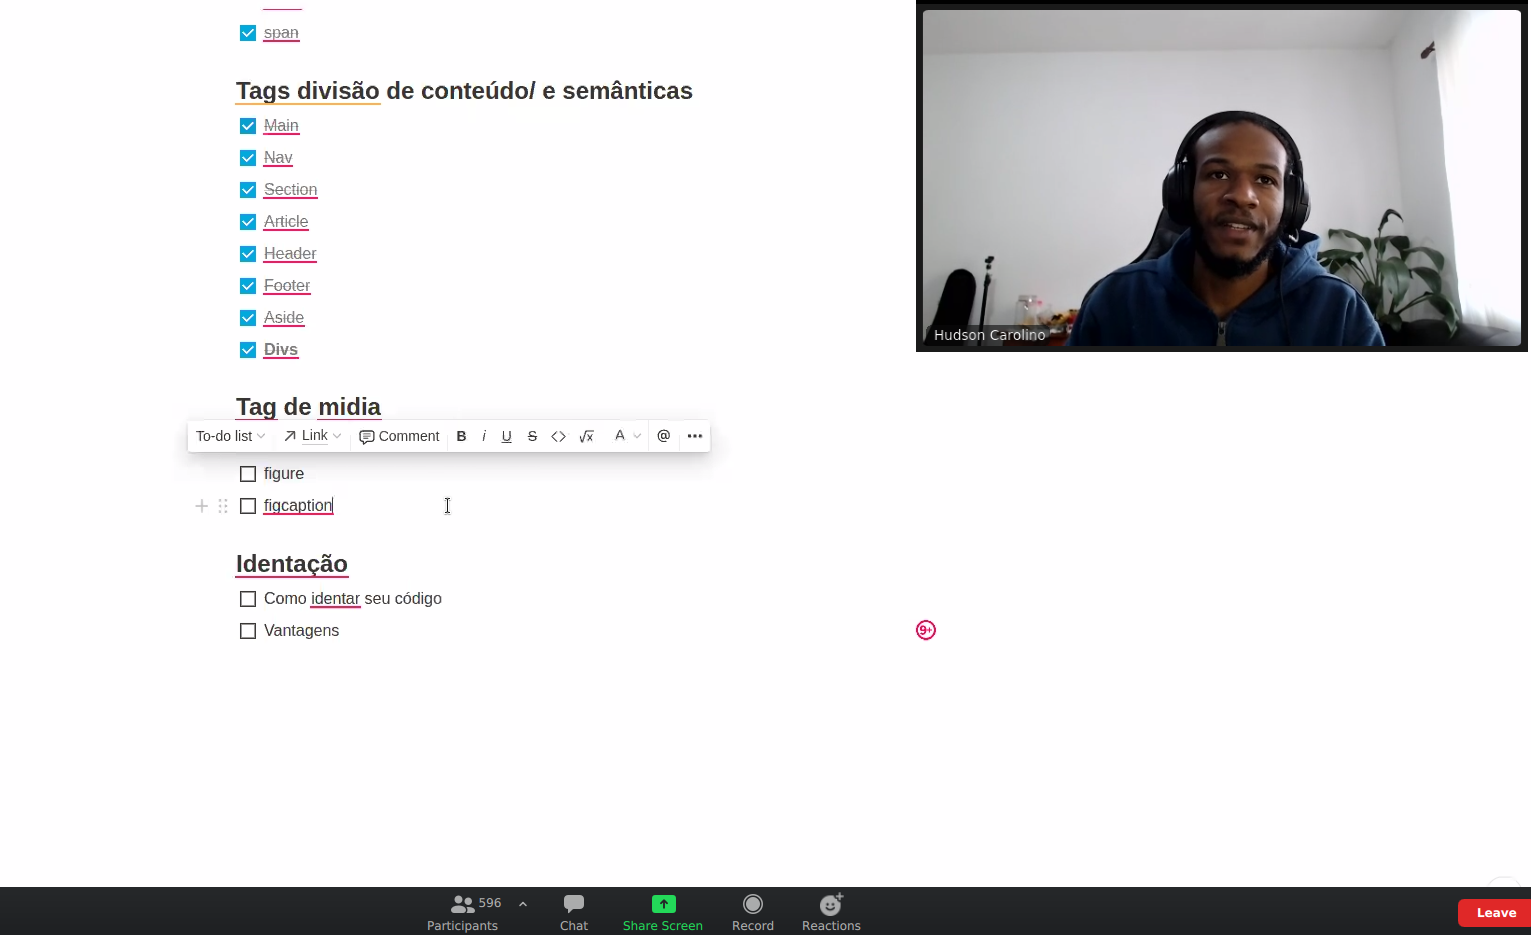 span
Tags divisão de conteúdo/ e semânticas
Main
Nav
Section
Article
Header
Footer
Aside
Divs
Tag de midia
To-do list Link Comment B i U S <> √x A @ •••
figure
figcaption
Identação
Como identar seu código
Vantagens
9+
Hudson Carolino
596
Participants Chat Share Screen Record Reactions
Leave